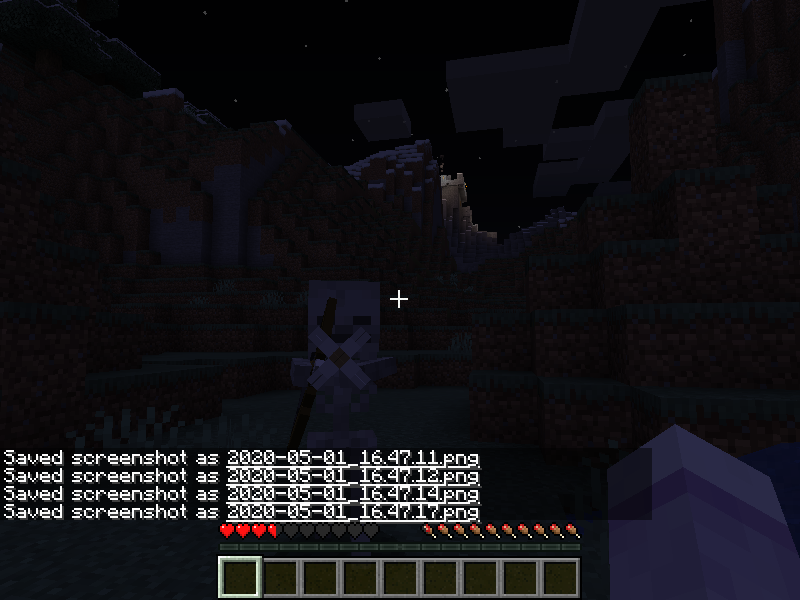 Saved screenshot as 2020-05-01_16.47.11.png
Saved screenshot as 2020-05-01_16.47.12.png
Saved screenshot as 2020-05-01_16.47.14.png
Saved screenshot as 2020-05-01_16.47.17.png